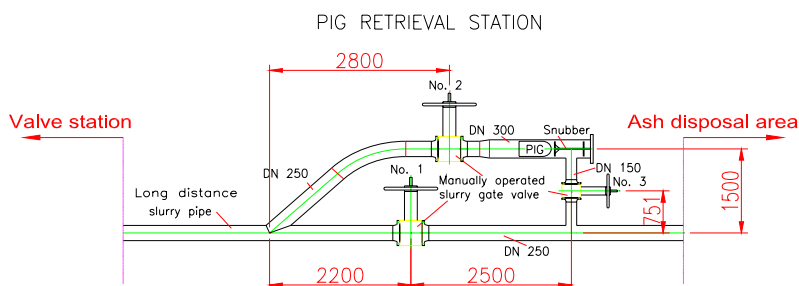 PIG RETRIEVAL STATION
2800
No. 2
Valve station
Ash disposal area
DN 300
Snubber
PIG
DN 250
No. 1
Manually operated
slurry gate valve
DN 150
No. 3
Long distance
slurry pipe
751
1500
DN 250
2200
2500